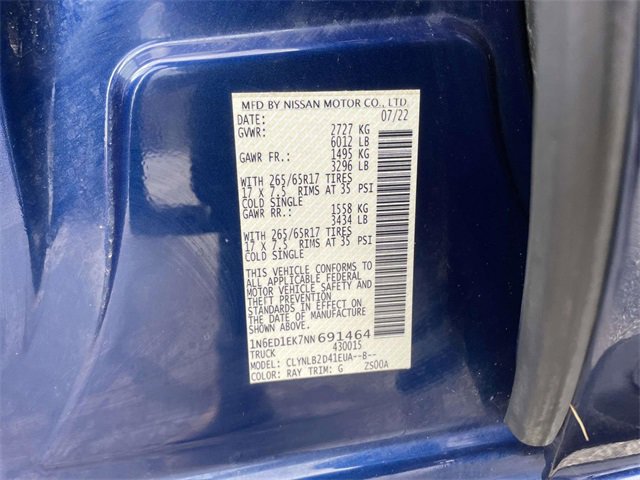 MFD BY NISSAN MOTOR CO., LTD.
DATE: 07/22
GVWR: 2727 KG
6012 LB
GAWR FR.: 1495 KG
3296 LB
WITH 265/65R17 TIRES
17 X 7.5 RIMS AT 35 PSI
COLD SINGLE
GAWR RR.: 1558 KG
3434 LB
WITH 265/65R17 TIRES
17 X 7.5 RIMS AT 35 PSI
COLD SINGLE
THIS VEHICLE CONFORMS TO
ALL APPLICABLE FEDERAL
MOTOR VEHICLE SAFETY AND
THEFT PREVENTION
STANDARDS IN EFFECT ON
THE DATE OF MANUFACTURE
SHOWN ABOVE.
1N6ED1EK7NN691464
TRUCK 430015
MODEL: CLYNLB2D41EUA--B--
COLOR: RAY TRIM: G ZS00A